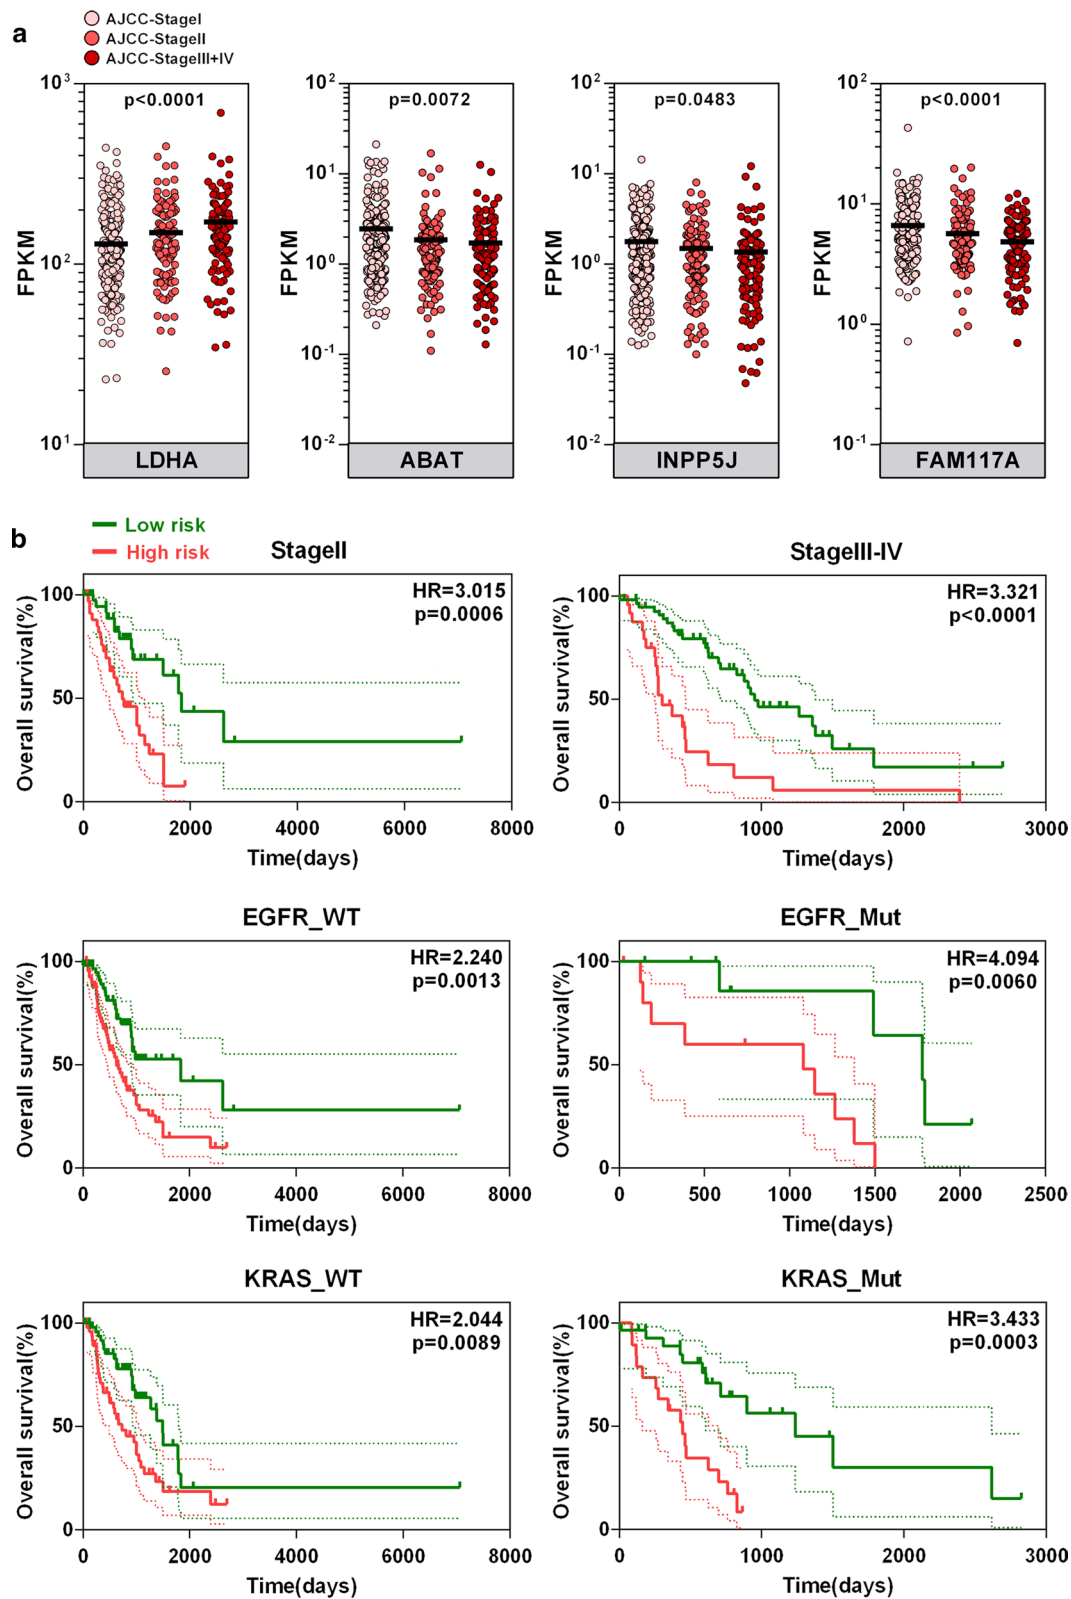 a
AJCC-StageI
AJCC-StageII
AJCC-StageIII+IV
FPKM
10³
10²
10¹
p<0.0001
LDHA
FPKM
10²
10¹
10⁰
10⁻¹
10⁻²
p=0.0072
ABAT
FPKM
10²
10¹
10⁰
10⁻¹
10⁻²
p=0.0483
INPP5J
FPKM
10²
10¹
10⁰
10⁻¹
p<0.0001
FAM117A
b
Low risk
High risk
StageII
HR=3.015
p=0.0006
Overall survival(%)
100
50
0
0 2000 4000 6000 8000
Time(days)
StageIII-IV
HR=3.321
p<0.0001
Overall survival(%)
100
50
0
0 1000 2000 3000
Time(days)
EGFR_WT
HR=2.240
p=0.0013
Overall survival(%)
100
50
0
0 2000 4000 6000 8000
Time(days)
EGFR_Mut
HR=4.094
p=0.0060
Overall survival(%)
100
50
0
0 500 1000 1500 2000 2500
Time(days)
KRAS_WT
HR=2.044
p=0.0089
Overall survival(%)
100
50
0
0 2000 4000 6000 8000
Time(days)
KRAS_Mut
HR=3.433
p=0.0003
Overall survival(%)
100
50
0
0 1000 2000 3000
Time(days)